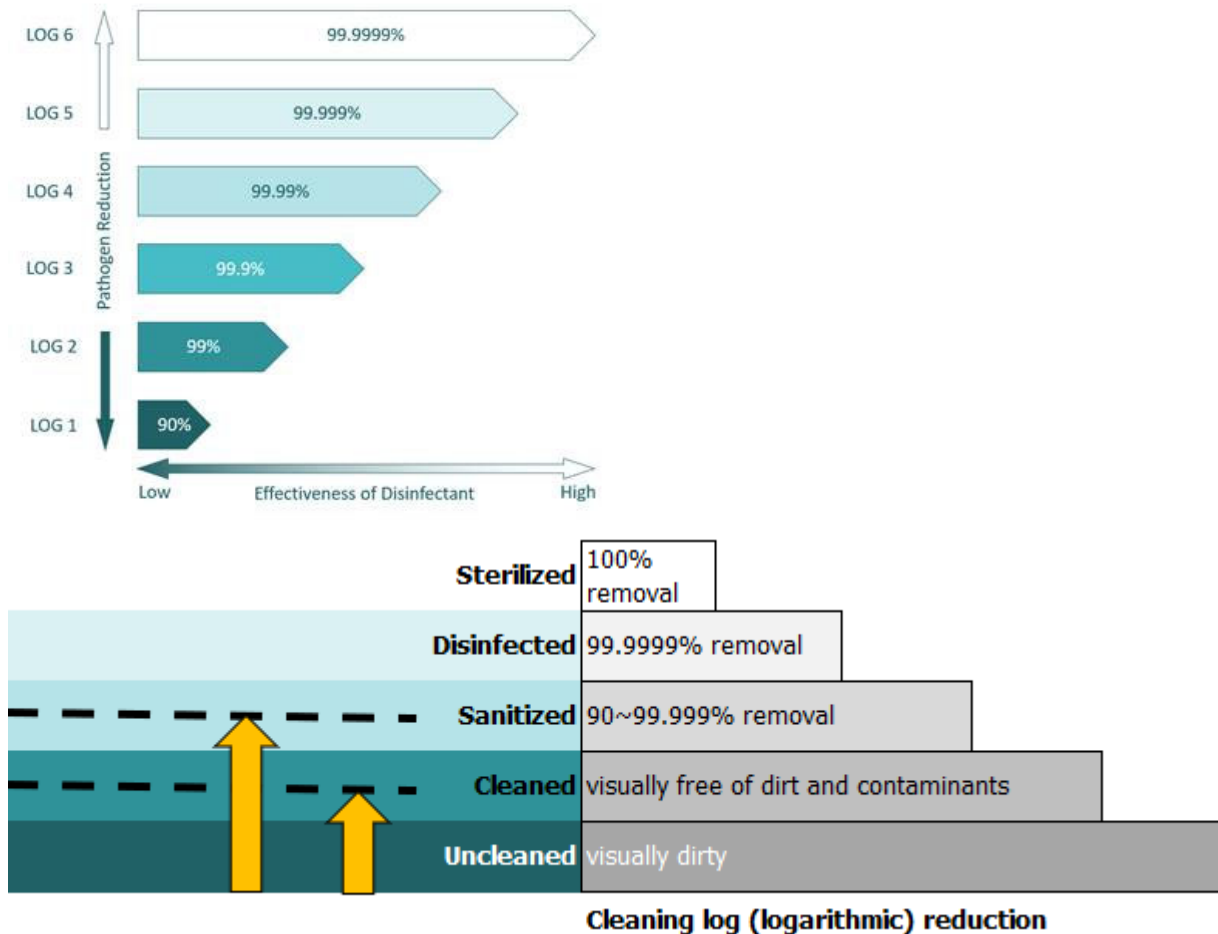 LOG 6
99.9999%
LOG 5
99.999%
LOG 4
99.99%
Pathogen Reduction
LOG 3
99.9%
LOG 2
99%
LOG 1
90%
Low
Effectiveness of Disinfectant
High
Sterilized
100%
removal
Disinfected
99.9999% removal
Sanitized
90~99.999% removal
Cleaned
visually free of dirt and contaminants
Uncleaned
visually dirty
Cleaning log (logarithmic) reduction